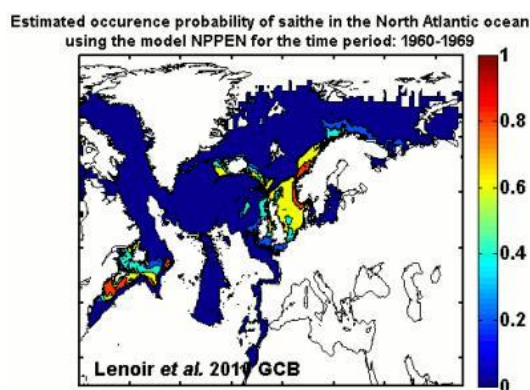 Estimated occurence probability of saithe in the North Atlantic ocean
using the model NPPEN for the time period: 1960-1969
1
0.8
0.6
0.4
0.2
0
Lenoir et al. 2010 GCB